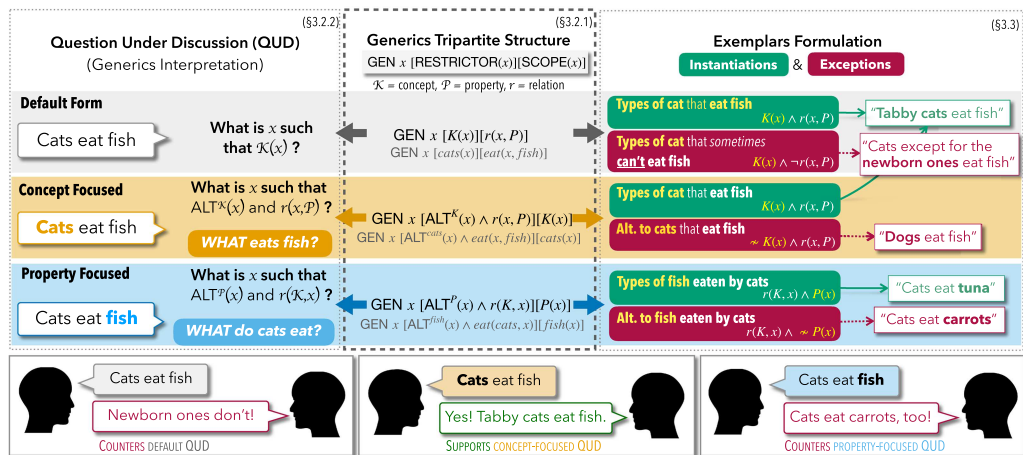 (§3.2.2)
Question Under Discussion (QUD)
(Generics Interpretation)
(§3.2.1)
Generics Tripartite Structure
GEN x [RESTRICTOR(x)][SCOPE(x)]
𝒦 = concept, 𝒫 = property, r = relation
(§3.3)
Exemplars Formulation
Instantiations & Exceptions
Default Form
Cats eat fish
What is x such
that 𝒦(x) ?
GEN x [K(x)][r(x, P)]
GEN x [cats(x)][eat(x, fish)]
Types of cat that eat fish
K(x) ∧ r(x, P)
Types of cat that sometimes
can't eat fish
K(x) ∧ ¬r(x, P)
"Tabby cats eat fish"
"Cats except for the
newborn ones eat fish"
Concept Focused
Cats eat fish
What is x such that
ALT𝒦(x) and r(x,𝒫) ?
WHAT eats fish?
GEN x [ALTᴷ(x) ∧ r(x, P)][K(x)]
GEN x [ALTᶜᵃᵗˢ(x) ∧ eat(x, fish)][cats(x)]
Types of cat that eat fish
K(x) ∧ r(x, P)
Alt. to cats that eat fish
≁ K(x) ∧ r(x, P)
"Dogs eat fish"
Property Focused
Cats eat fish
What is x such that
ALT𝒫(x) and r(𝒦,x) ?
WHAT do cats eat?
GEN x [ALTᴾ(x) ∧ r(K, x)][P(x)]
GEN x [ALTᶠⁱˢʰ(x) ∧ eat(cats, x)][fish(x)]
Types of fish eaten by cats
r(K, x) ∧ P(x)
Alt. to fish eaten by cats
r(K, x) ∧ ≁ P(x)
"Cats eat tuna"
"Cats eat carrots"
Cats eat fish
Newborn ones don't!
COUNTERS DEFAULT QUD
Cats eat fish
Yes! Tabby cats eat fish.
SUPPORTS CONCEPT-FOCUSED QUD
Cats eat fish
Cats eat carrots, too!
COUNTERS PROPERTY-FOCUSED QUD